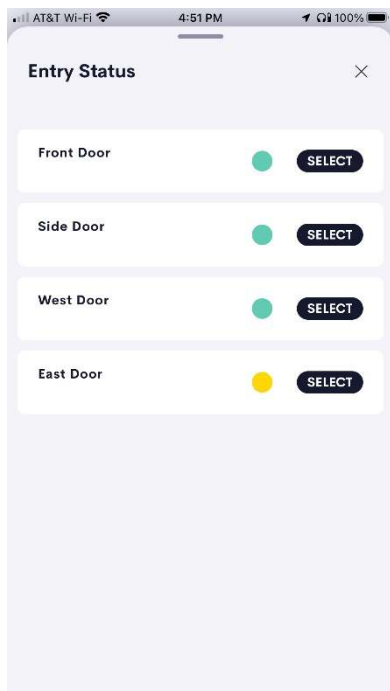 AT&T Wi-Fi 4:51 PM 100%
Entry Status
Front Door SELECT
Side Door SELECT
West Door SELECT
East Door SELECT